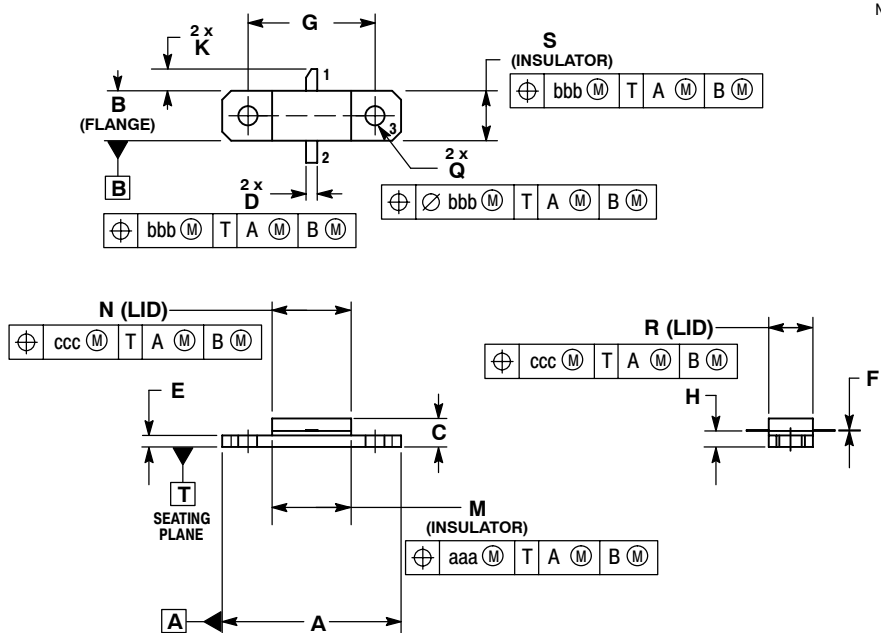 N
G
2 x
K
S
(INSULATOR)
⌖ bbb Ⓜ T A Ⓜ B Ⓜ
1
B
(FLANGE)
3
2
B
2 x
Q
2 x
D
⌖ ∅ bbb Ⓜ T A Ⓜ B Ⓜ
⌖ bbb Ⓜ T A Ⓜ B Ⓜ
N (LID)
⌖ ccc Ⓜ T A Ⓜ B Ⓜ
R (LID)
⌖ ccc Ⓜ T A Ⓜ B Ⓜ
E
C
H
F
T
SEATING
PLANE
M
(INSULATOR)
⌖ aaa Ⓜ T A Ⓜ B Ⓜ
A
A